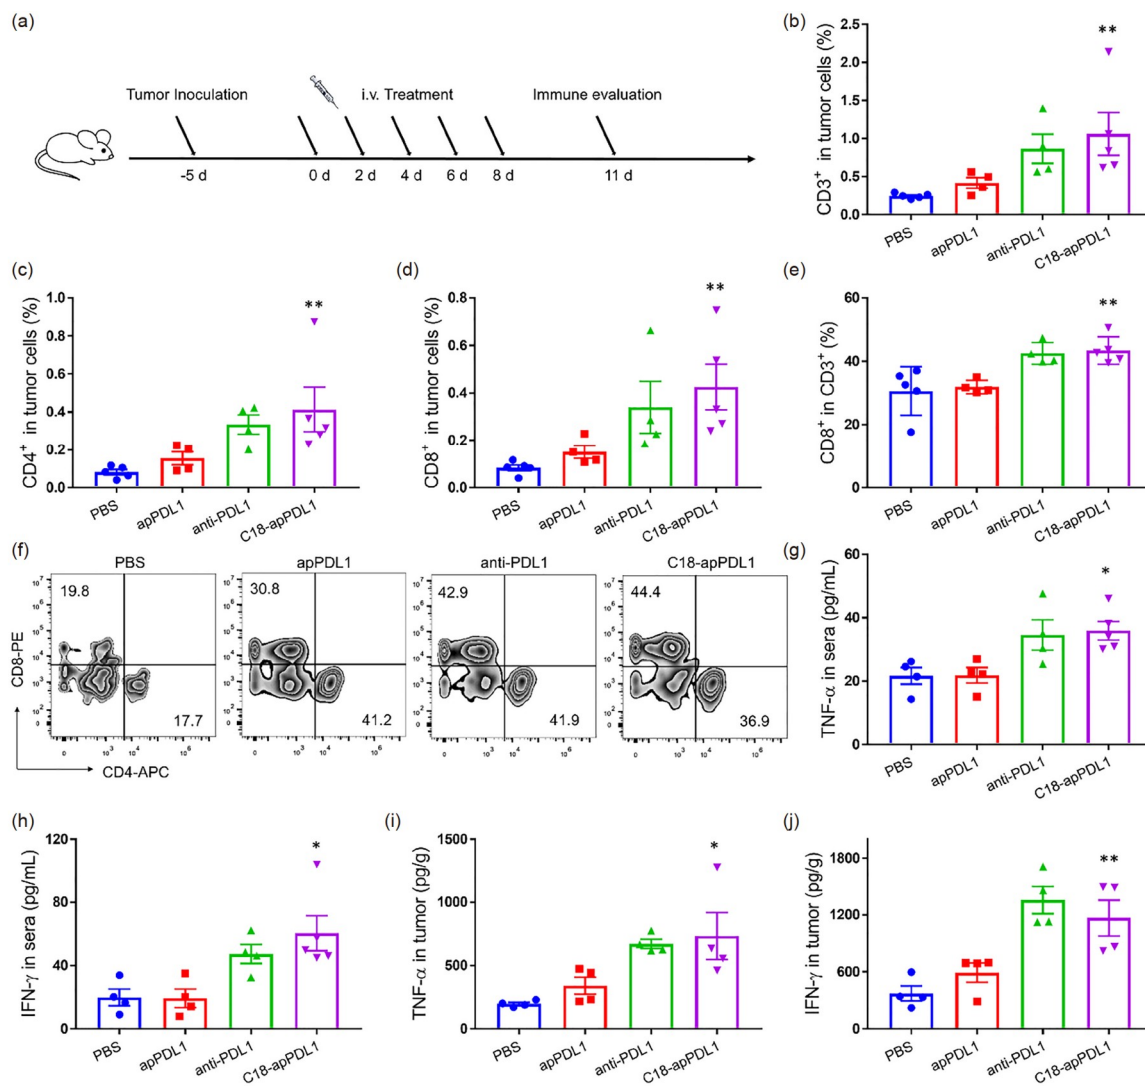 (a)
Tumor Inoculation i.v. Treatment Immune evaluation
-5 d 0 d 2 d 4 d 6 d 8 d 11 d
(b)
CD3+ in tumor cells (%)
2.5
2.0
1.5
1.0
0.5
0.0
**
PBS apPDL1 anti-PDL1 C18-apPDL1
(c)
CD4+ in tumor cells (%)
1.0
0.8
0.6
0.4
0.2
0.0
**
PBS apPDL1 anti-PDL1 C18-apPDL1
(d)
CD8+ in tumor cells (%)
0.8
0.6
0.4
0.2
0.0
**
PBS apPDL1 anti-PDL1 C18-apPDL1
(e)
CD8+ in CD3+ (%)
60
40
20
0
**
PBS apPDL1 anti-PDL1 C18-apPDL1
(f)
PBS apPDL1 anti-PDL1 C18-apPDL1
19.8 30.8 42.9 44.4
17.7 41.2 41.9 36.9
CD8-PE
CD4-APC
(g)
TNF-α in sera (pg/mL)
60
40
20
0
*
PBS apPDL1 anti-PDL1 C18-apPDL1
(h)
IFN-γ in sera (pg/mL)
120
80
40
0
*
PBS apPDL1 anti-PDL1 C18-apPDL1
(i)
TNF-α in tumor (pg/g)
1500
1000
500
0
*
PBS apPDL1 anti-PDL1 C18-apPDL1
(j)
IFN-γ in tumor (pg/g)
1800
1200
600
0
**
PBS apPDL1 anti-PDL1 C18-apPDL1